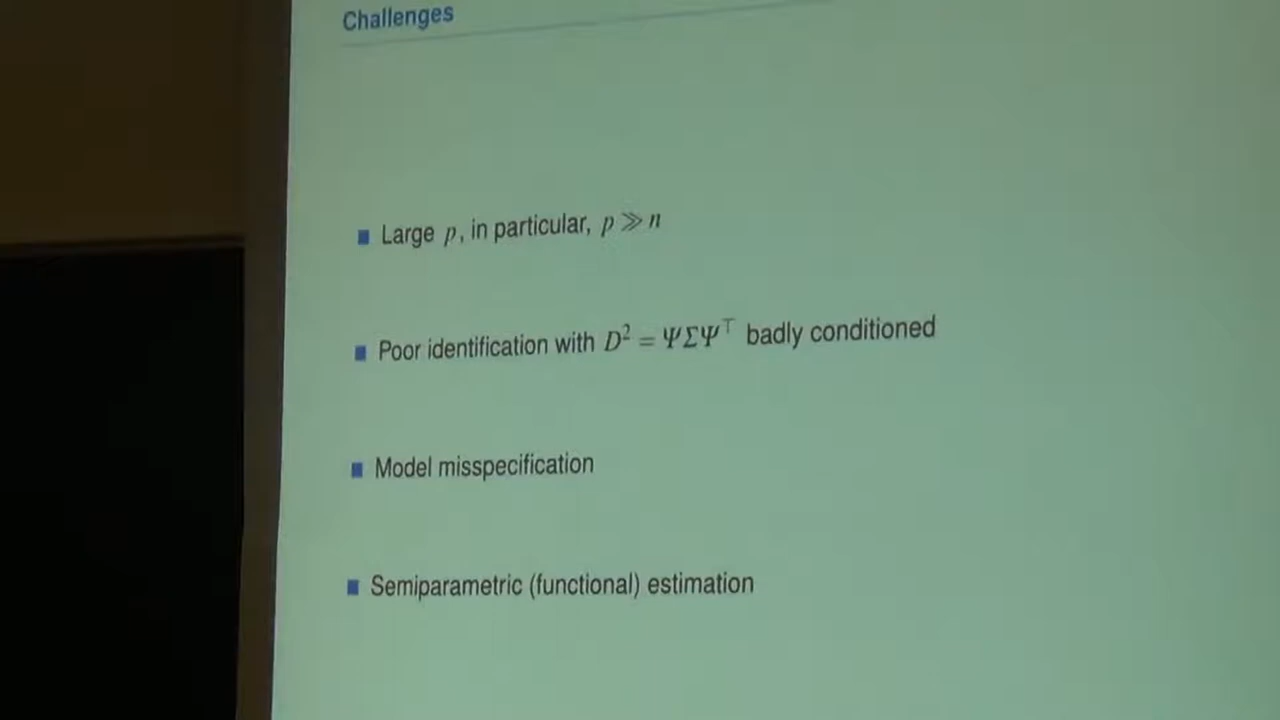 Challenges
Large p, in particular, p ≫ n
Poor identification with D² = ΨΣΨ⊤ badly conditioned
Model misspecification
Semiparametric (functional) estimation